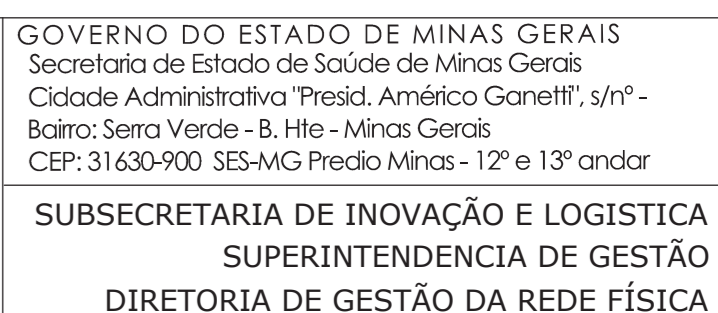 GOVERNO DO ESTADO DE MINAS GERAIS
Secretaria de Estado de Saúde de Minas Gerais
Cidade Administrativa "Presid. Américo Ganetti", s/nº -
Bairro: Serra Verde - B. Hte - Minas Gerais
CEP: 31630-900 SES-MG Predio Minas - 12º e 13º andar
SUBSECRETARIA DE INOVAÇÃO E LOGISTICA
SUPERINTENDENCIA DE GESTÃO
DIRETORIA DE GESTÃO DA REDE FÍSICA